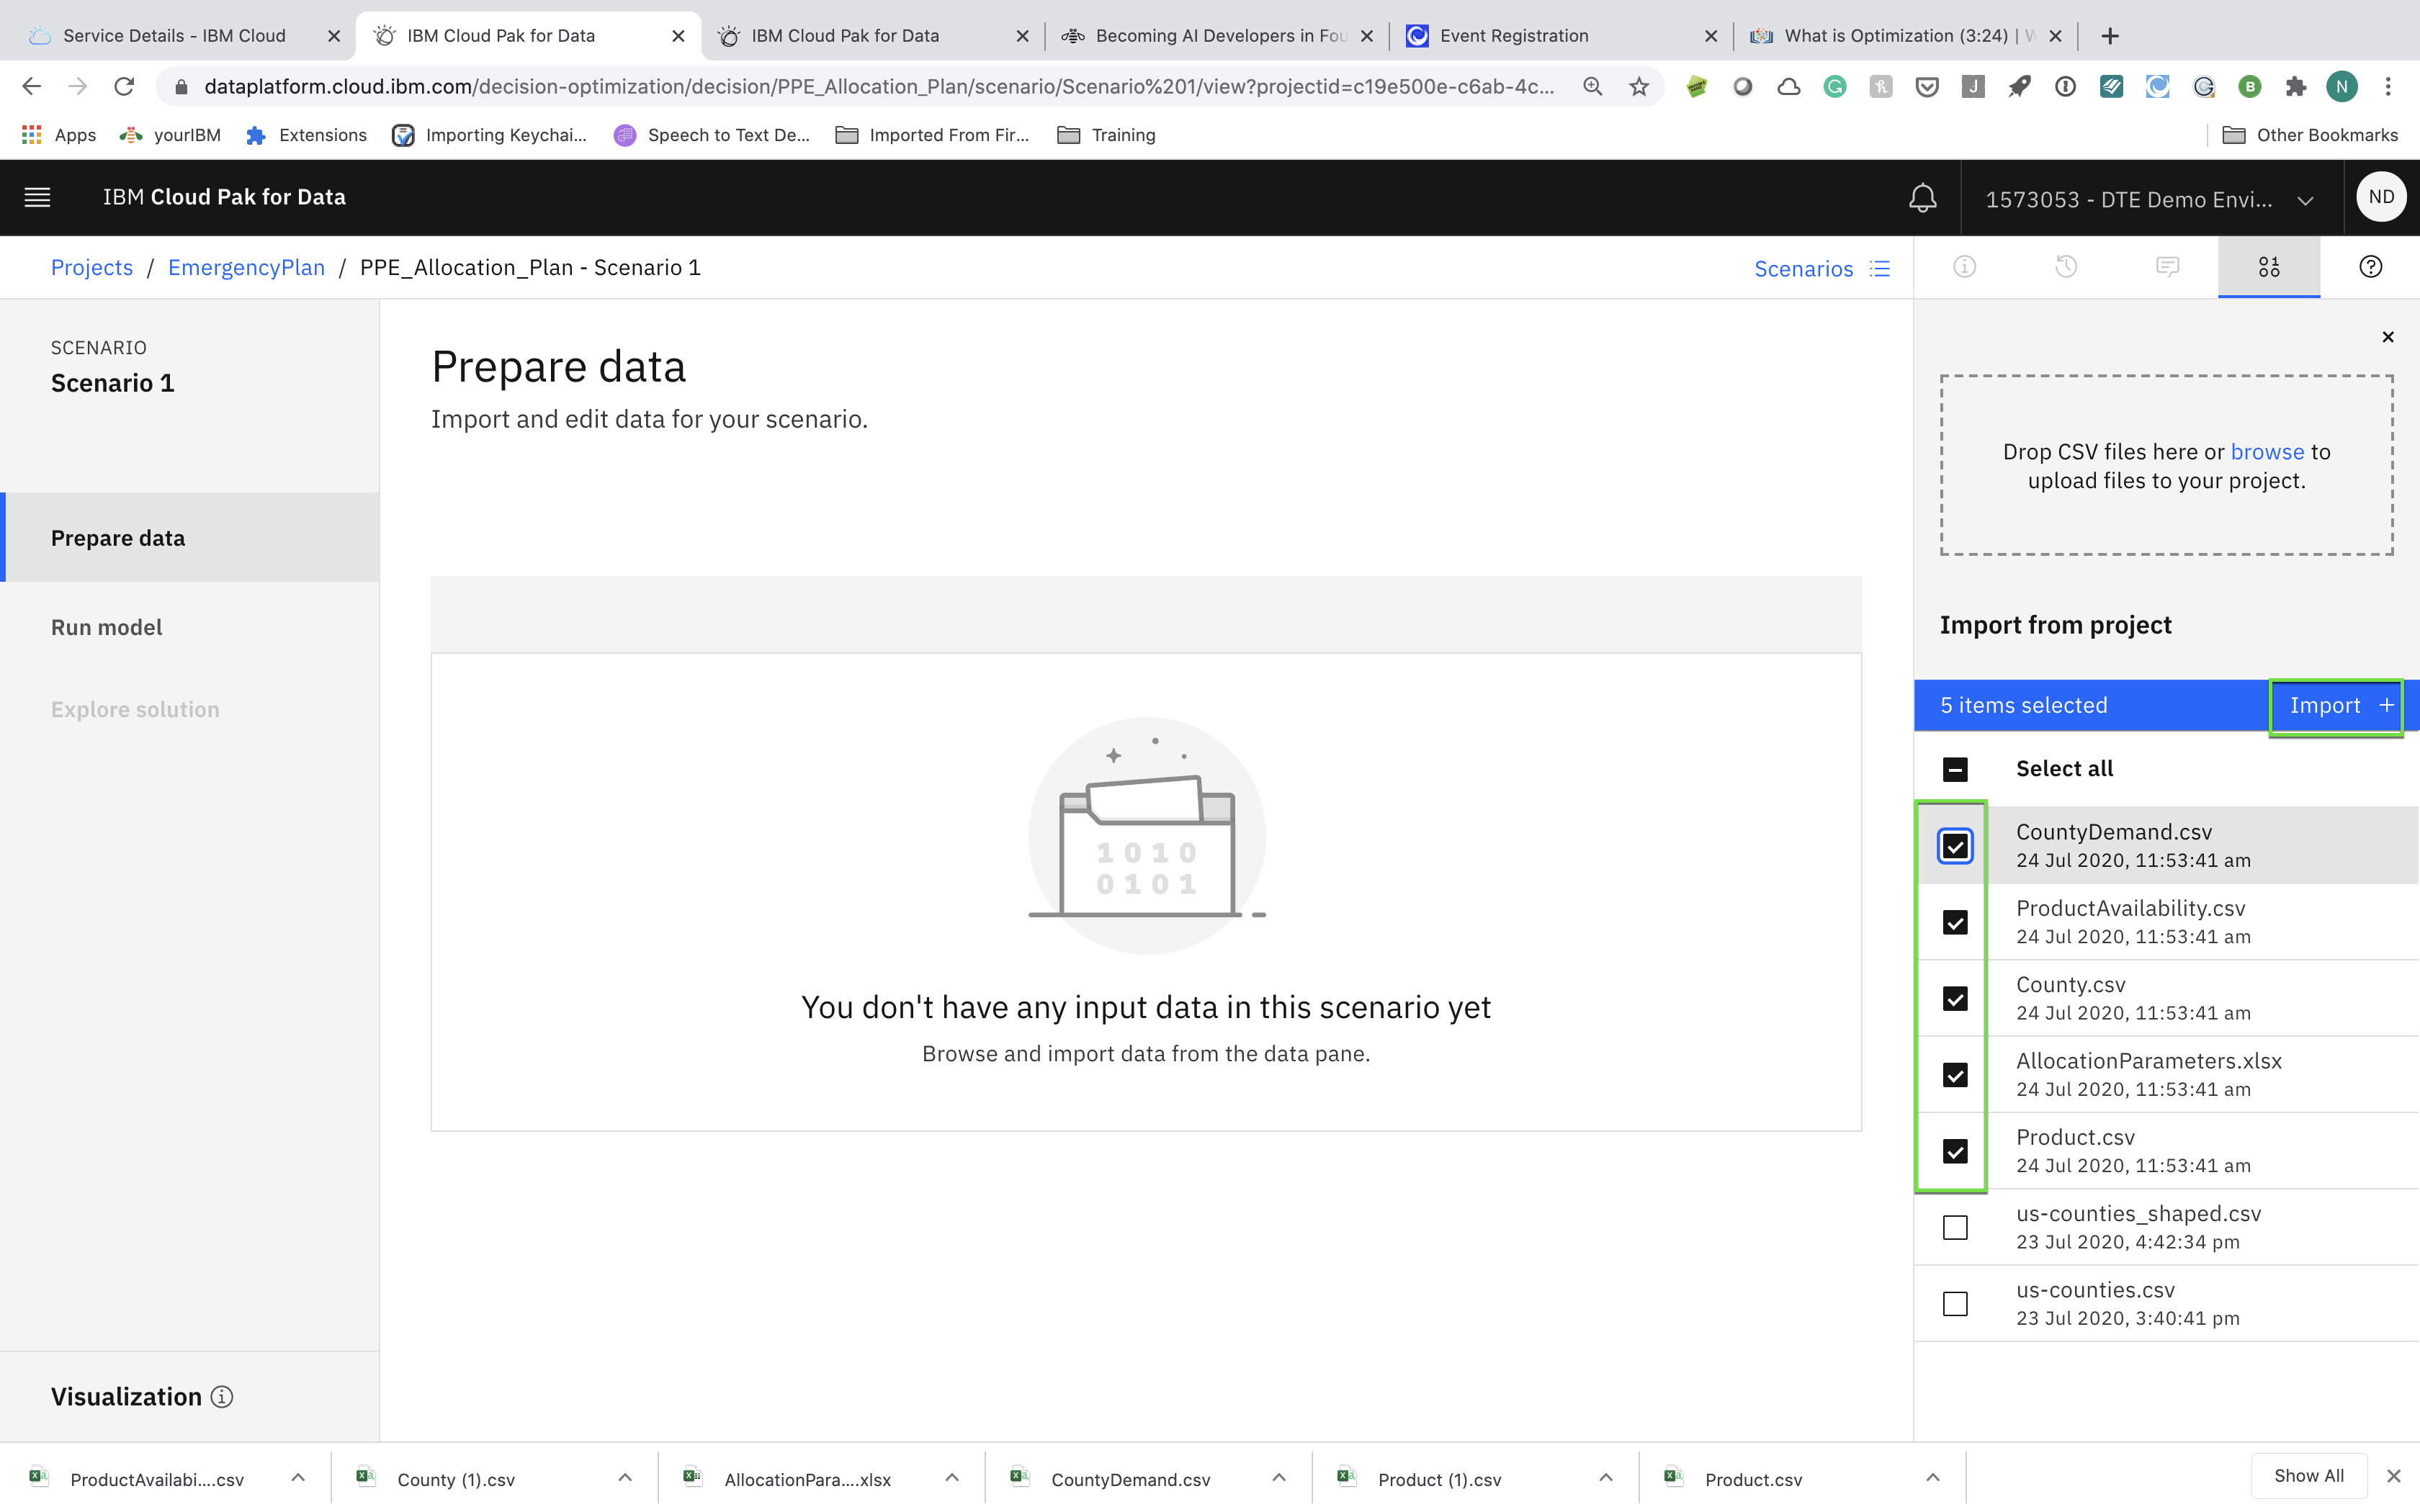 Service Details - IBM Cloud
IBM Cloud Pak for Data
IBM Cloud Pak for Data
Becoming AI Developers in Fou
Event Registration
What is Optimization (3:24) | W
dataplatform.cloud.ibm.com/decision-optimization/decision/PPE_Allocation_Plan/scenario/Scenario%201/view?projectid=c19e500e-c6ab-4c...
Apps
yourIBM
Extensions
Importing Keychai...
Speech to Text De...
Imported From Fir...
Training
Other Bookmarks
IBM Cloud Pak for Data
1573053 - DTE Demo Envi...
ND
Projects / EmergencyPlan / PPE_Allocation_Plan - Scenario 1
Scenarios
SCENARIO
Scenario 1
Prepare data
Run model
Explore solution
Visualization
Prepare data
Import and edit data for your scenario.
1 0 1 0
0 1 0 1
You don't have any input data in this scenario yet
Browse and import data from the data pane.
Drop CSV files here or browse to
upload files to your project.
Import from project
5 items selected
Import +
Select all
CountyDemand.csv
24 Jul 2020, 11:53:41 am
ProductAvailability.csv
24 Jul 2020, 11:53:41 am
County.csv
24 Jul 2020, 11:53:41 am
AllocationParameters.xlsx
24 Jul 2020, 11:53:41 am
Product.csv
24 Jul 2020, 11:53:41 am
us-counties_shaped.csv
23 Jul 2020, 4:42:34 pm
us-counties.csv
23 Jul 2020, 3:40:41 pm
ProductAvailabi....csv
County (1).csv
AllocationPara....xlsx
CountyDemand.csv
Product (1).csv
Product.csv
Show All